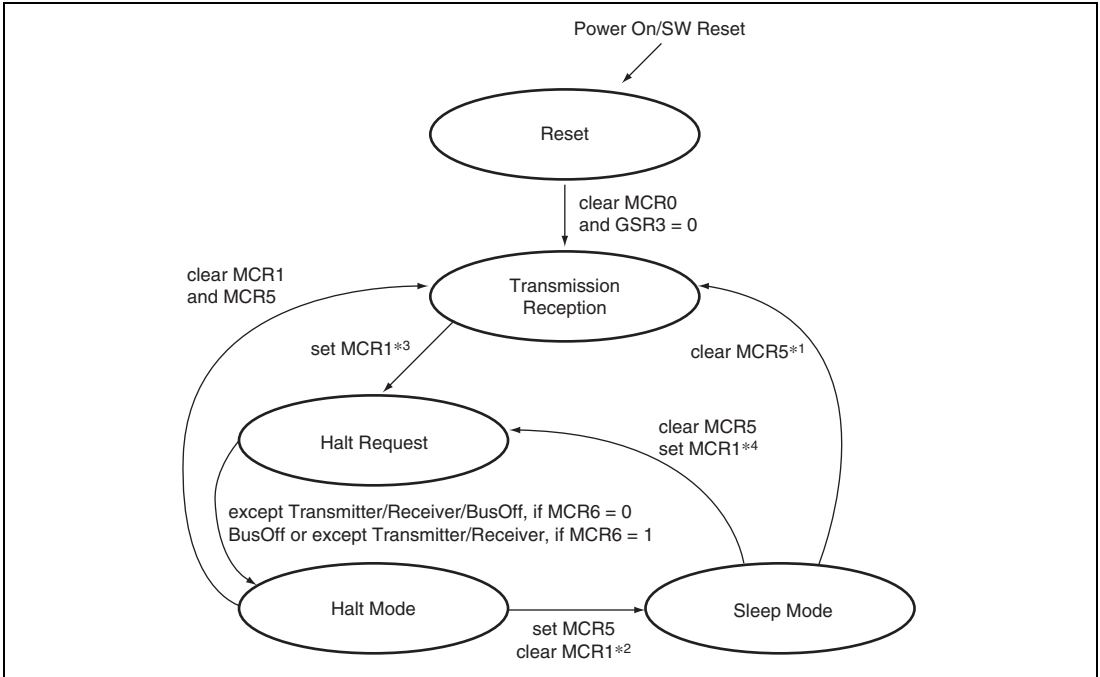 Power On/SW Reset
Reset
clear MCR0
and GSR3 = 0
clear MCR1
and MCR5
Transmission
Reception
set MCR1*3
clear MCR5*1
Halt Request
clear MCR5
set MCR1*4
except Transmitter/Receiver/BusOff, if MCR6 = 0
BusOff or except Transmitter/Receiver, if MCR6 = 1
Halt Mode
Sleep Mode
set MCR5
clear MCR1*2